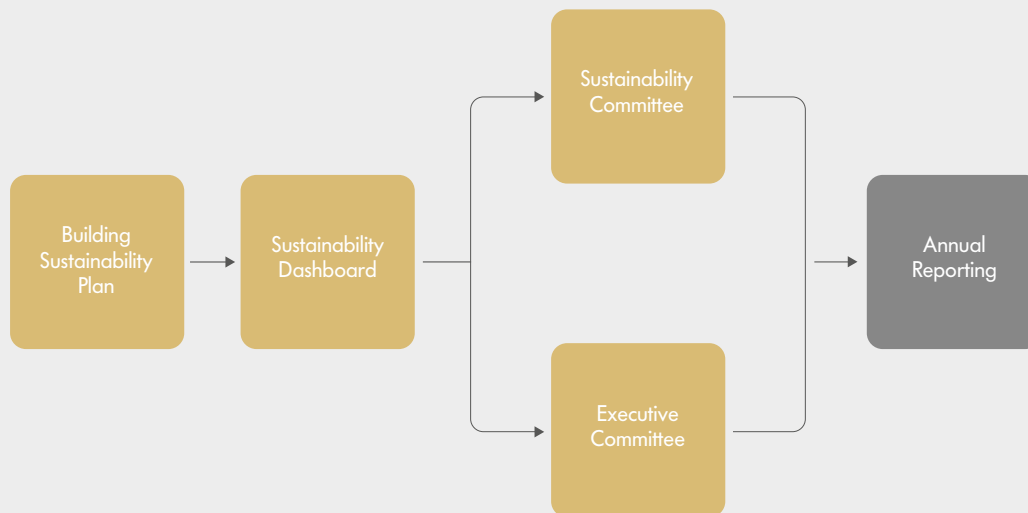 Building
Sustainability
Plan
Sustainability
Dashboard
Sustainability
Committee
Executive
Committee
Annual
Reporting